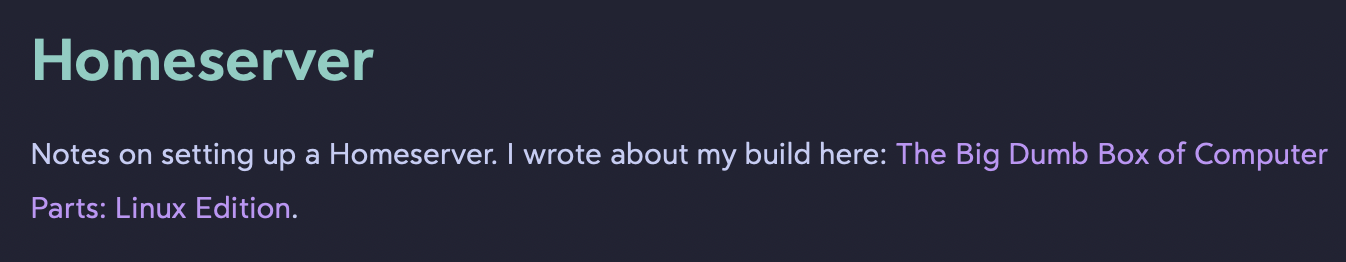 Homeserver
Notes on setting up a Homeserver. I wrote about my build here: The Big Dumb Box of Computer
Parts: Linux Edition.